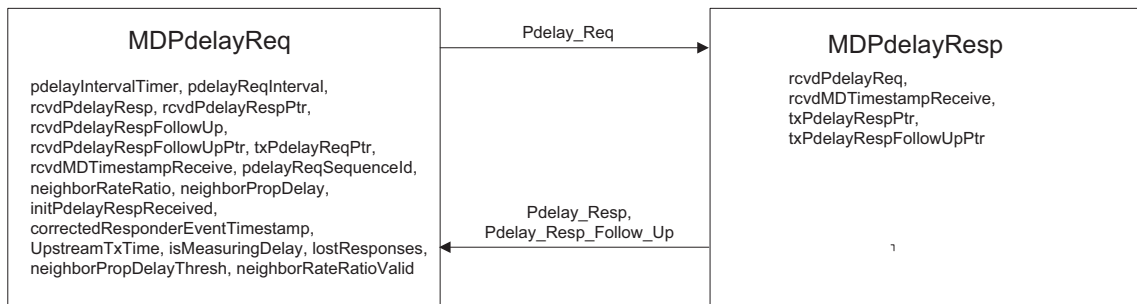 MDPdelayReq
pdelayIntervalTimer, pdelayReqInterval,
rcvdPdelayResp, rcvdPdelayRespPtr,
rcvdPdelayRespFollowUp,
rcvdPdelayRespFollowUpPtr, txPdelayReqPtr,
rcvdMDTimestampReceive, pdelayReqSequenceId,
neighborRateRatio, neighborPropDelay,
initPdelayRespReceived,
correctedResponderEventTimestamp,
UpstreamTxTime, isMeasuringDelay, lostResponses,
neighborPropDelayThresh, neighborRateRatioValid
Pdelay_Req
Pdelay_Resp,
Pdelay_Resp_Follow_Up
MDPdelayResp
rcvdPdelayReq,
rcvdMDTimestampReceive,
txPdelayRespPtr,
txPdelayRespFollowUpPtr